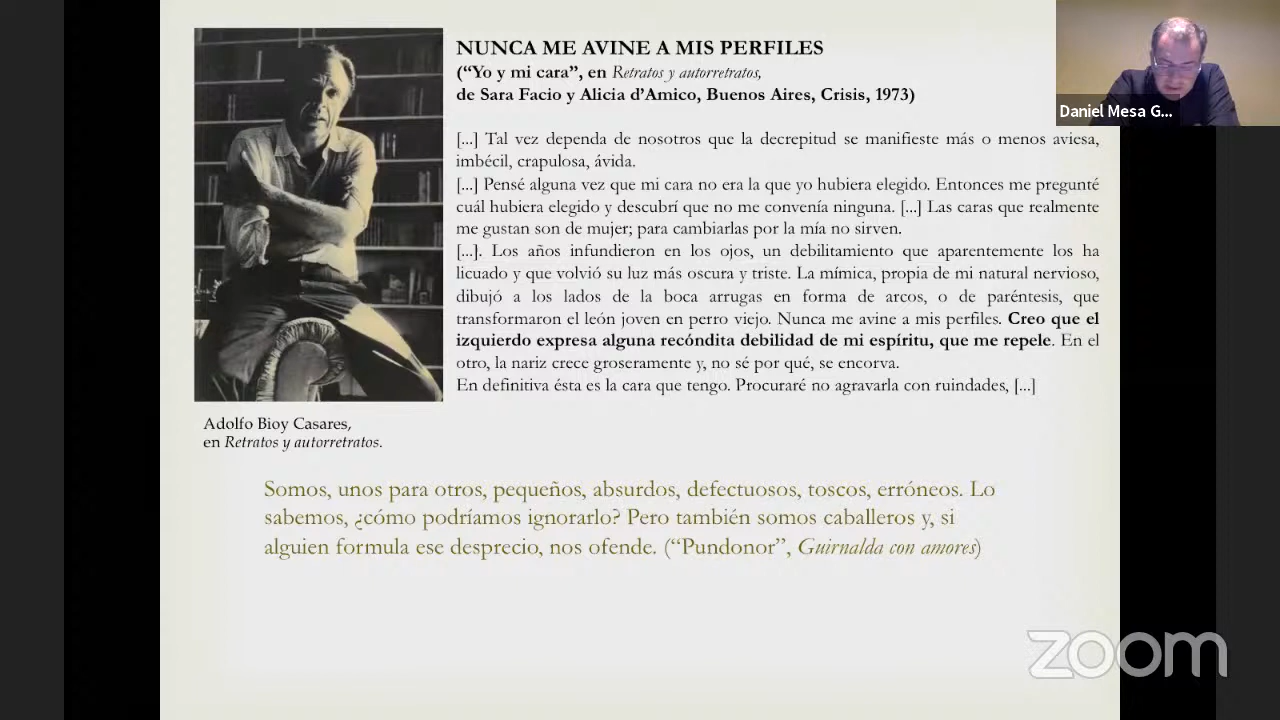 NUNCA ME AVINE A MIS PERFILES
(“Yo y mi cara”, en Retratos y autorretratos,
de Sara Facio y Alicia d’Amico, Buenos Aires, Crisis, 1973)
Daniel Mesa G...
[...] Tal vez dependa de nosotros que la decrepitud se manifieste más o menos aviesa,
imbécil, crapulosa, ávida.
[...] Pensé alguna vez que mi cara no era la que yo hubiera elegido. Entonces me pregunté
cuál hubiera elegido y descubrí que no me convenía ninguna. [...] Las caras que realmente
me gustan son de mujer; para cambiarlas por la mía no sirven.
[...]. Los años infundieron en los ojos, un debilitamiento que aparentemente los ha
licuado y que volvió su luz más oscura y triste. La mímica, propia de mi natural nervioso,
dibujó a los lados de la boca arrugas en forma de arcos, o de paréntesis, que
transformaron el león joven en perro viejo. Nunca me avine a mis perfiles. Creo que el
izquierdo expresa alguna recóndita debilidad de mi espíritu, que me repele. En el
otro, la nariz crece groseramente y, no sé por qué, se encorva.
En definitiva ésta es la cara que tengo. Procuraré no agravarla con ruindades, [...]
Adolfo Bioy Casares,
en Retratos y autorretratos.
Somos, unos para otros, pequeños, absurdos, defectuosos, toscos, erróneos. Lo
sabemos, ¿cómo podríamos ignorarlo? Pero también somos caballeros y, si
alguien formula ese desprecio, nos ofende. (“Pundonor”, Guirnalda con amores)
zoom